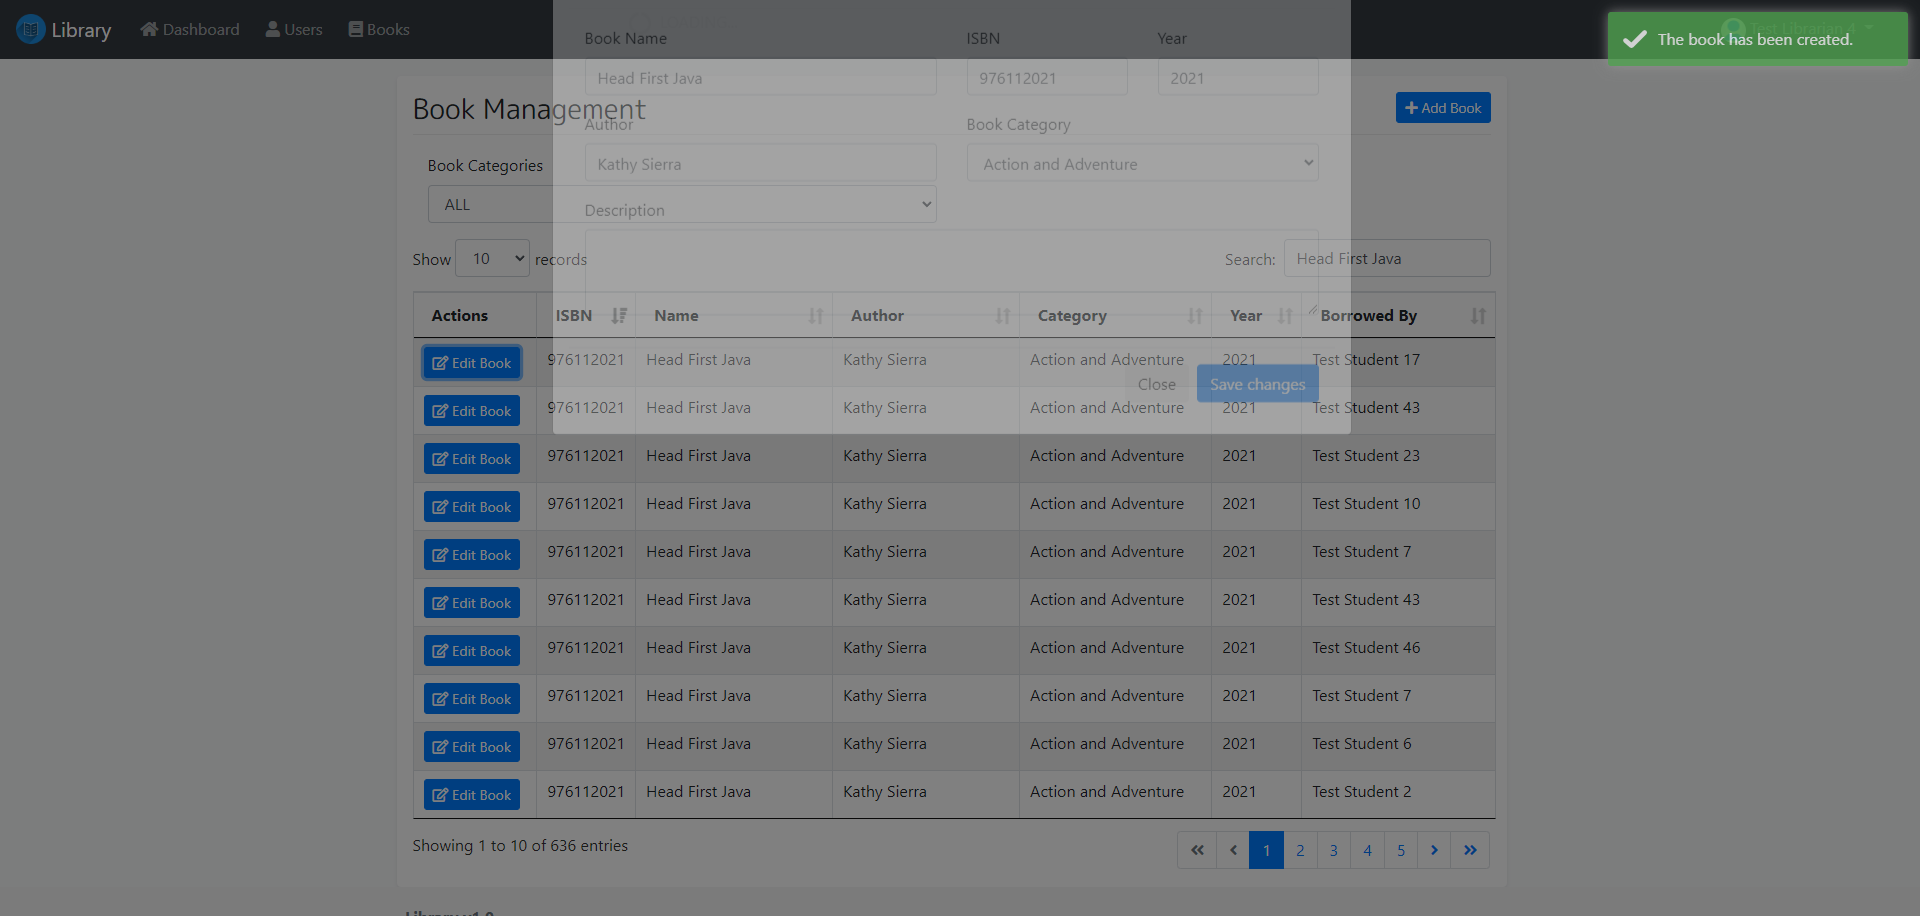 Library Dashboard Users Books
Test Librarian 4
The book has been created.
Book Name ISBN Year
Head First Java 976112021 2021
Book Management
Add Book
Author Book Category
Kathy Sierra Action and Adventure
Book Categories
ALL
Description
Show 10 records Search: Head First Java
Actions ISBN Name Author Category Year Borrowed By
Edit Book 976112021 Head First Java Kathy Sierra Action and Adventure 2021 Test Student 17
Close Save changes
Edit Book 976112021 Head First Java Kathy Sierra Action and Adventure 2021 Test Student 43
Edit Book 976112021 Head First Java Kathy Sierra Action and Adventure 2021 Test Student 23
Edit Book 976112021 Head First Java Kathy Sierra Action and Adventure 2021 Test Student 10
Edit Book 976112021 Head First Java Kathy Sierra Action and Adventure 2021 Test Student 7
Edit Book 976112021 Head First Java Kathy Sierra Action and Adventure 2021 Test Student 43
Edit Book 976112021 Head First Java Kathy Sierra Action and Adventure 2021 Test Student 46
Edit Book 976112021 Head First Java Kathy Sierra Action and Adventure 2021 Test Student 7
Edit Book 976112021 Head First Java Kathy Sierra Action and Adventure 2021 Test Student 6
Edit Book 976112021 Head First Java Kathy Sierra Action and Adventure 2021 Test Student 2
Showing 1 to 10 of 636 entries
« ‹ 1 2 3 4 5 › »